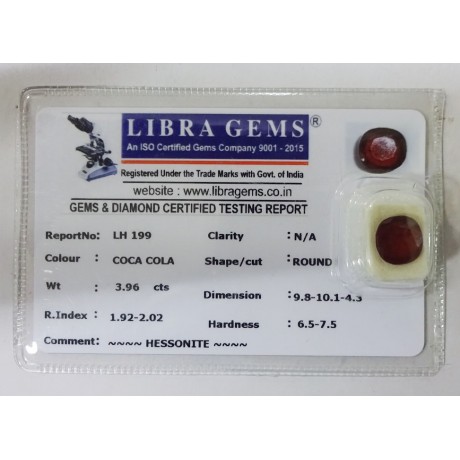 LIBRA GEMS ®
An ISO Certified Gems Company 9001 - 2015
Registered Under the Trade Marks with Govt. of India
website : www.libragems.co.in
GEMS & DIAMOND CERTIFIED TESTING REPORT
ReportNo: LH 199 Clarity : N/A
Colour : COCA COLA Shape/cut : ROUND
Wt : 3.96 cts Dimension : 9.8-10.1-4.3
R.Index : 1.92-2.02 Hardness : 6.5-7.5
Comment: ~~~~ HESSONITE ~~~~